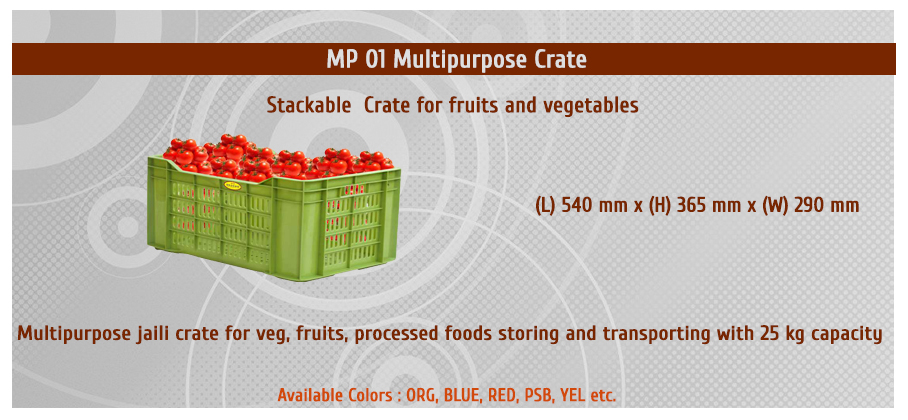 MP 01 Multipurpose Crate
Stackable Crate for fruits and vegetables
(L) 540 mm x (H) 365 mm x (W) 290 mm
Multipurpose jaili crate for veg, fruits, processed foods storing and transporting with 25 kg capacity
Available Colors : ORG, BLUE, RED, PSB, YEL etc.